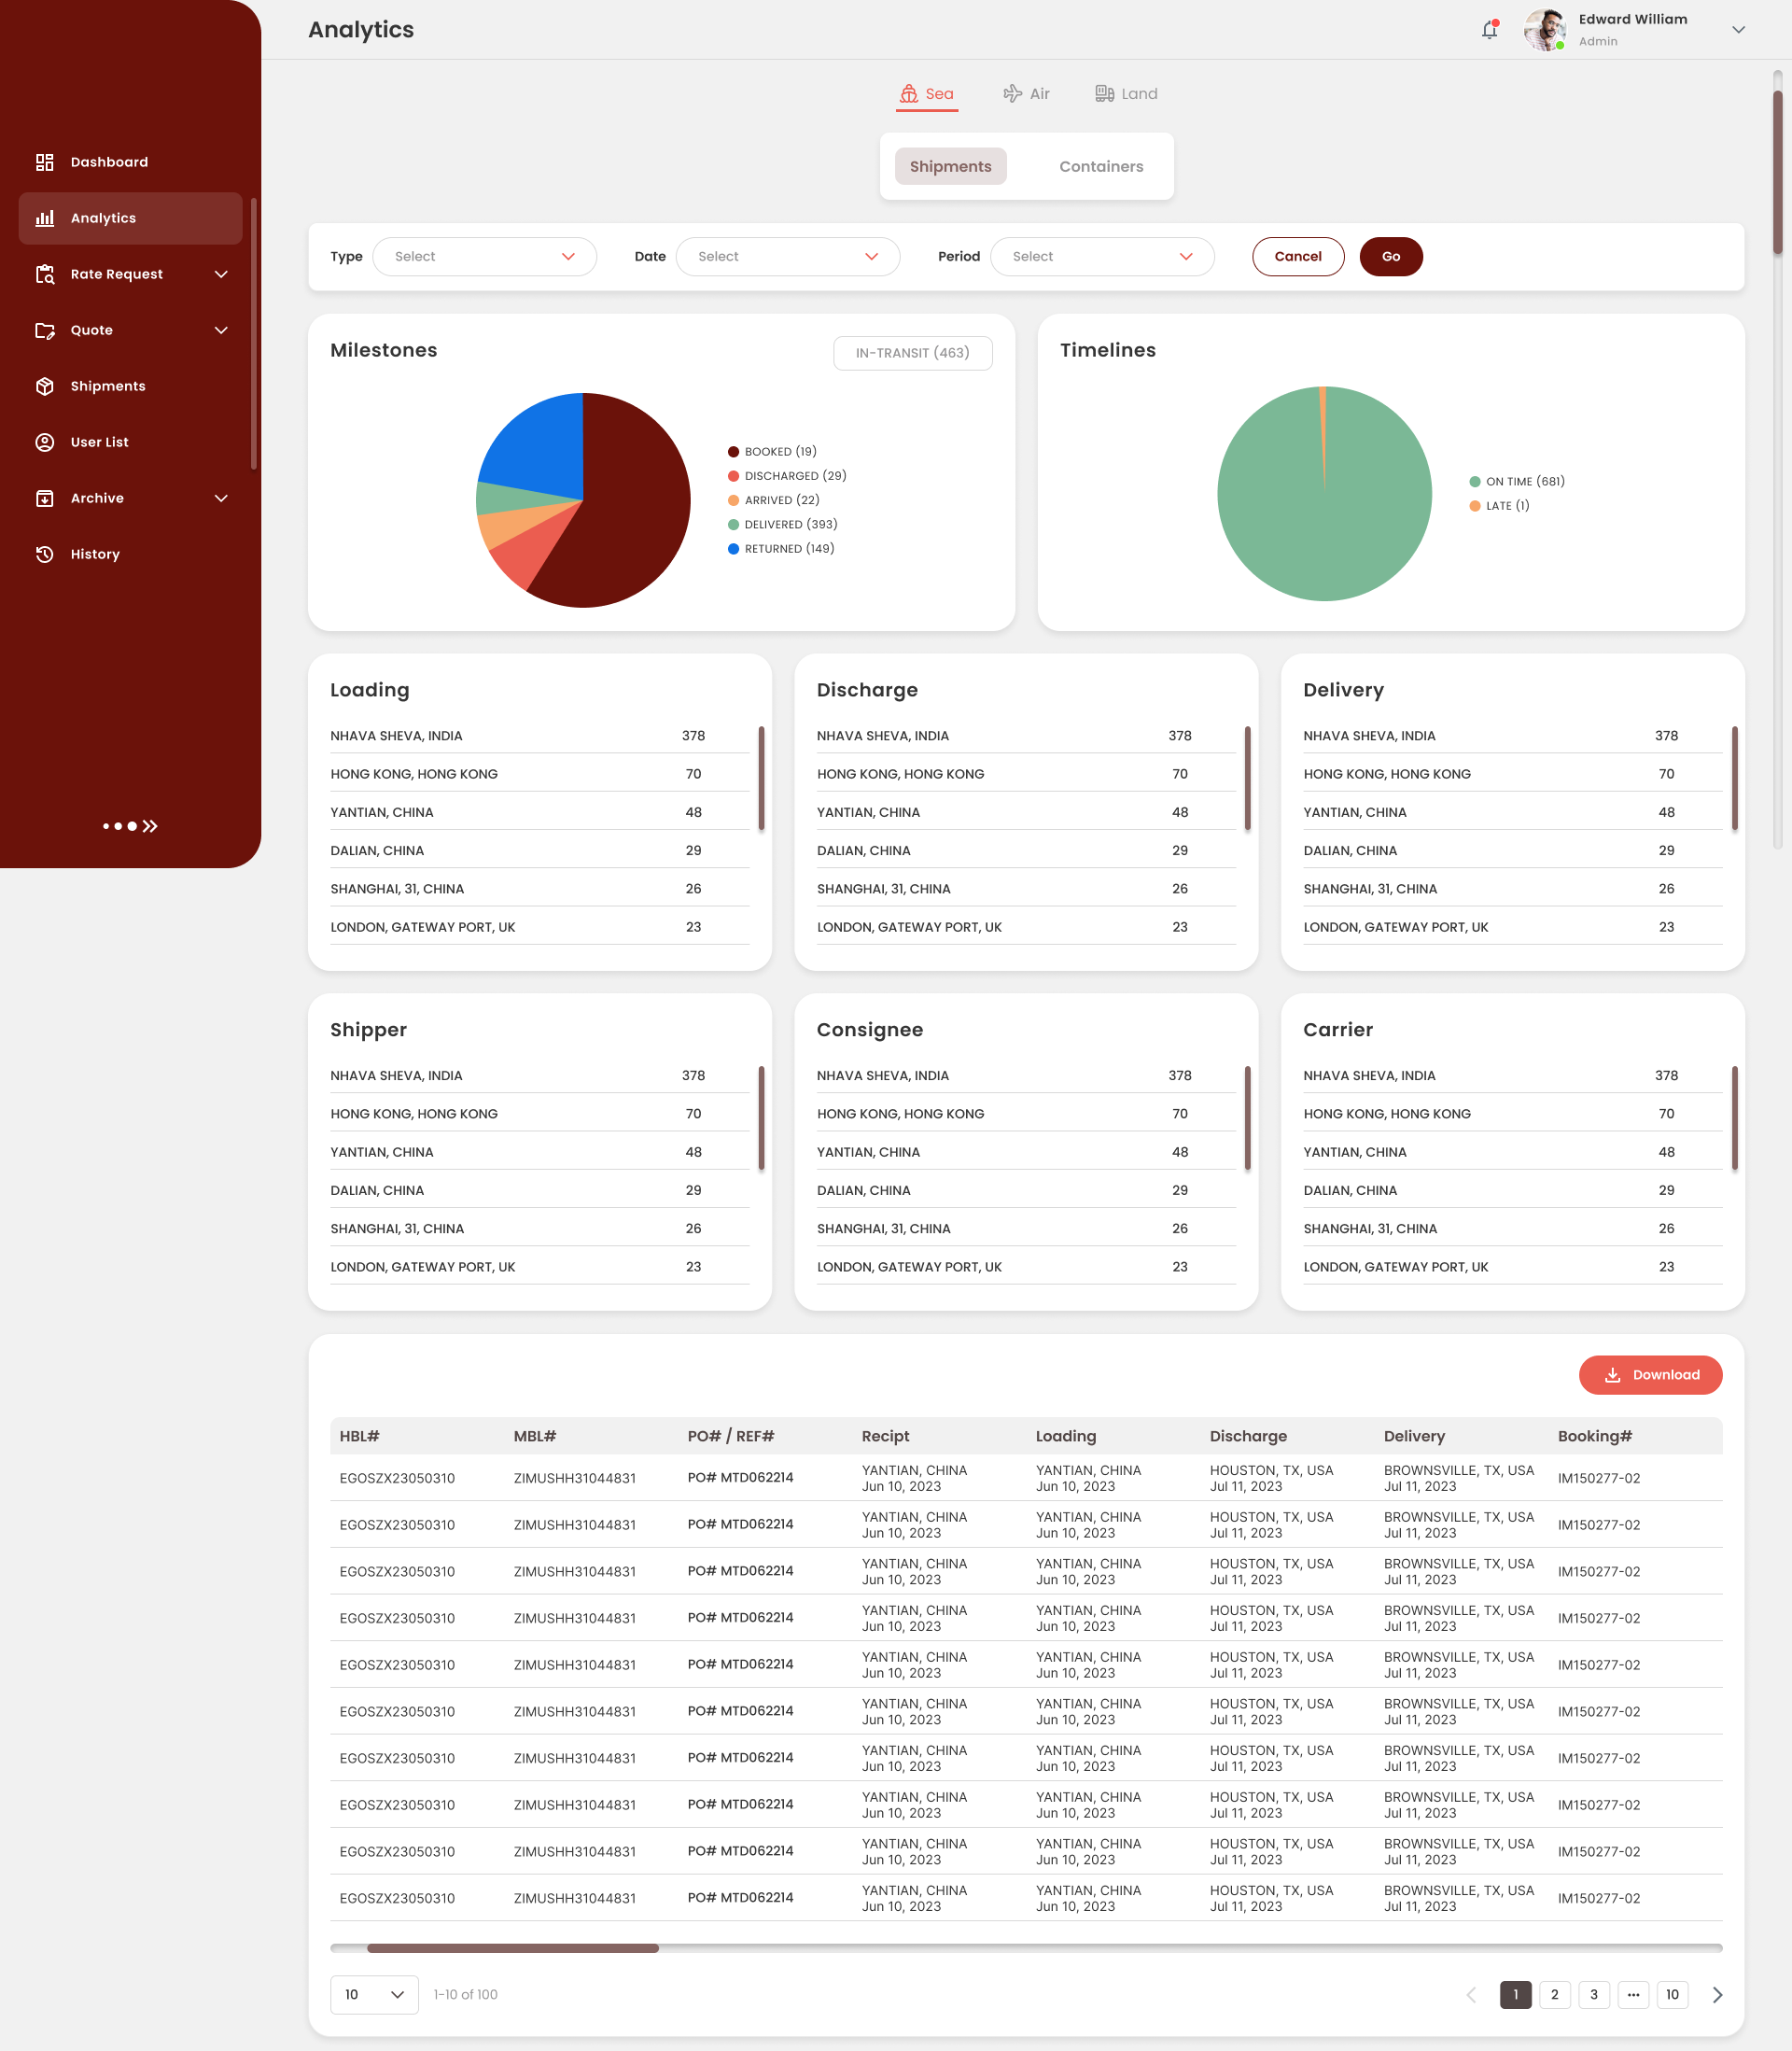 Analytics
Edward William
Admin
Dashboard
Analytics
Rate Request
Quote
Shipments
User List
Archive
History
Sea Air Land
Shipments Containers
Type Select Date Select Period Select Cancel Go
Milestones
IN-TRANSIT (463)
BOOKED (19)
DISCHARGED (29)
ARRIVED (22)
DELIVERED (393)
RETURNED (149)
Timelines
ON TIME (681)
LATE (1)
Loading
NHAVA SHEVA, INDIA 378
HONG KONG, HONG KONG 70
YANTIAN, CHINA 48
DALIAN, CHINA 29
SHANGHAI, 31, CHINA 26
LONDON, GATEWAY PORT, UK 23
Discharge
NHAVA SHEVA, INDIA 378
HONG KONG, HONG KONG 70
YANTIAN, CHINA 48
DALIAN, CHINA 29
SHANGHAI, 31, CHINA 26
LONDON, GATEWAY PORT, UK 23
Delivery
NHAVA SHEVA, INDIA 378
HONG KONG, HONG KONG 70
YANTIAN, CHINA 48
DALIAN, CHINA 29
SHANGHAI, 31, CHINA 26
LONDON, GATEWAY PORT, UK 23
Shipper
NHAVA SHEVA, INDIA 378
HONG KONG, HONG KONG 70
YANTIAN, CHINA 48
DALIAN, CHINA 29
SHANGHAI, 31, CHINA 26
LONDON, GATEWAY PORT, UK 23
Consignee
NHAVA SHEVA, INDIA 378
HONG KONG, HONG KONG 70
YANTIAN, CHINA 48
DALIAN, CHINA 29
SHANGHAI, 31, CHINA 26
LONDON, GATEWAY PORT, UK 23
Carrier
NHAVA SHEVA, INDIA 378
HONG KONG, HONG KONG 70
YANTIAN, CHINA 48
DALIAN, CHINA 29
SHANGHAI, 31, CHINA 26
LONDON, GATEWAY PORT, UK 23
Download
HBL# MBL# PO# / REF# Recipt Loading Discharge Delivery Booking#
EGOSZX23050310 ZIMUSHH31044831 PO# MTD062214 YANTIAN, CHINA YANTIAN, CHINA HOUSTON, TX, USA BROWNSVILLE, TX, USA IM150277-02
Jun 10, 2023 Jun 10, 2023 Jul 11, 2023 Jul 11, 2023
EGOSZX23050310 ZIMUSHH31044831 PO# MTD062214 YANTIAN, CHINA YANTIAN, CHINA HOUSTON, TX, USA BROWNSVILLE, TX, USA IM150277-02
Jun 10, 2023 Jun 10, 2023 Jul 11, 2023 Jul 11, 2023
EGOSZX23050310 ZIMUSHH31044831 PO# MTD062214 YANTIAN, CHINA YANTIAN, CHINA HOUSTON, TX, USA BROWNSVILLE, TX, USA IM150277-02
Jun 10, 2023 Jun 10, 2023 Jul 11, 2023 Jul 11, 2023
EGOSZX23050310 ZIMUSHH31044831 PO# MTD062214 YANTIAN, CHINA YANTIAN, CHINA HOUSTON, TX, USA BROWNSVILLE, TX, USA IM150277-02
Jun 10, 2023 Jun 10, 2023 Jul 11, 2023 Jul 11, 2023
EGOSZX23050310 ZIMUSHH31044831 PO# MTD062214 YANTIAN, CHINA YANTIAN, CHINA HOUSTON, TX, USA BROWNSVILLE, TX, USA IM150277-02
Jun 10, 2023 Jun 10, 2023 Jul 11, 2023 Jul 11, 2023
EGOSZX23050310 ZIMUSHH31044831 PO# MTD062214 YANTIAN, CHINA YANTIAN, CHINA HOUSTON, TX, USA BROWNSVILLE, TX, USA IM150277-02
Jun 10, 2023 Jun 10, 2023 Jul 11, 2023 Jul 11, 2023
EGOSZX23050310 ZIMUSHH31044831 PO# MTD062214 YANTIAN, CHINA YANTIAN, CHINA HOUSTON, TX, USA BROWNSVILLE, TX, USA IM150277-02
Jun 10, 2023 Jun 10, 2023 Jul 11, 2023 Jul 11, 2023
EGOSZX23050310 ZIMUSHH31044831 PO# MTD062214 YANTIAN, CHINA YANTIAN, CHINA HOUSTON, TX, USA BROWNSVILLE, TX, USA IM150277-02
Jun 10, 2023 Jun 10, 2023 Jul 11, 2023 Jul 11, 2023
EGOSZX23050310 ZIMUSHH31044831 PO# MTD062214 YANTIAN, CHINA YANTIAN, CHINA HOUSTON, TX, USA BROWNSVILLE, TX, USA IM150277-02
Jun 10, 2023 Jun 10, 2023 Jul 11, 2023 Jul 11, 2023
EGOSZX23050310 ZIMUSHH31044831 PO# MTD062214 YANTIAN, CHINA YANTIAN, CHINA HOUSTON, TX, USA BROWNSVILLE, TX, USA IM150277-02
Jun 10, 2023 Jun 10, 2023 Jul 11, 2023 Jul 11, 2023
10 1-10 of 100 1 2 3 ... 10